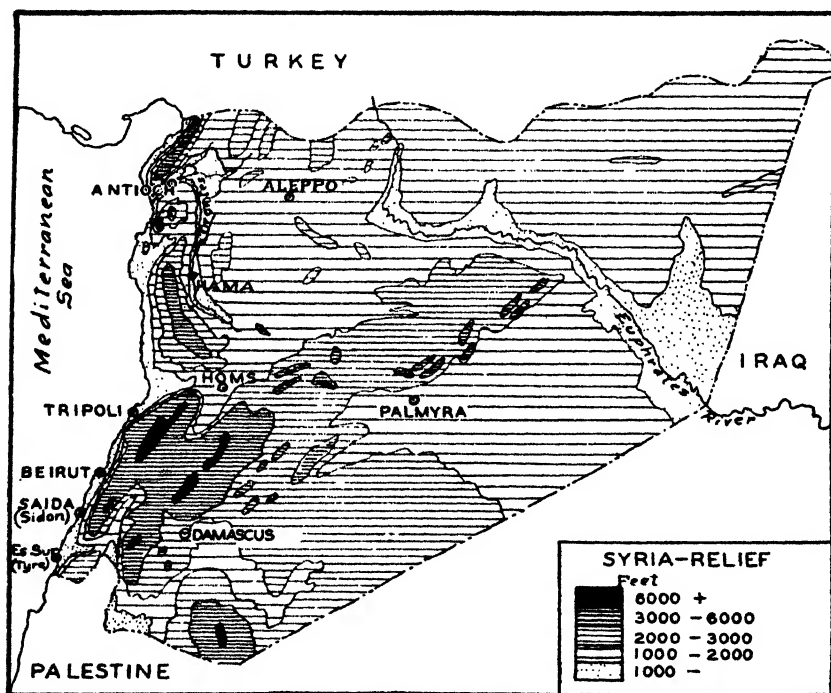 TURKEY
Mediterranean
Sea
ANTIOCH
ALEPPO
HAMA
HOMS
TRIPOLI
PALMYRA
Euphrates
River
IRAQ
BEIRUT
SAIDA
(Sidon)
DAMASCUS
Es Sur
(Tyre)
PALESTINE
SYRIA-RELIEF
Feet
6000 +
3000 - 6000
2000 - 3000
1000 - 2000
1000 -